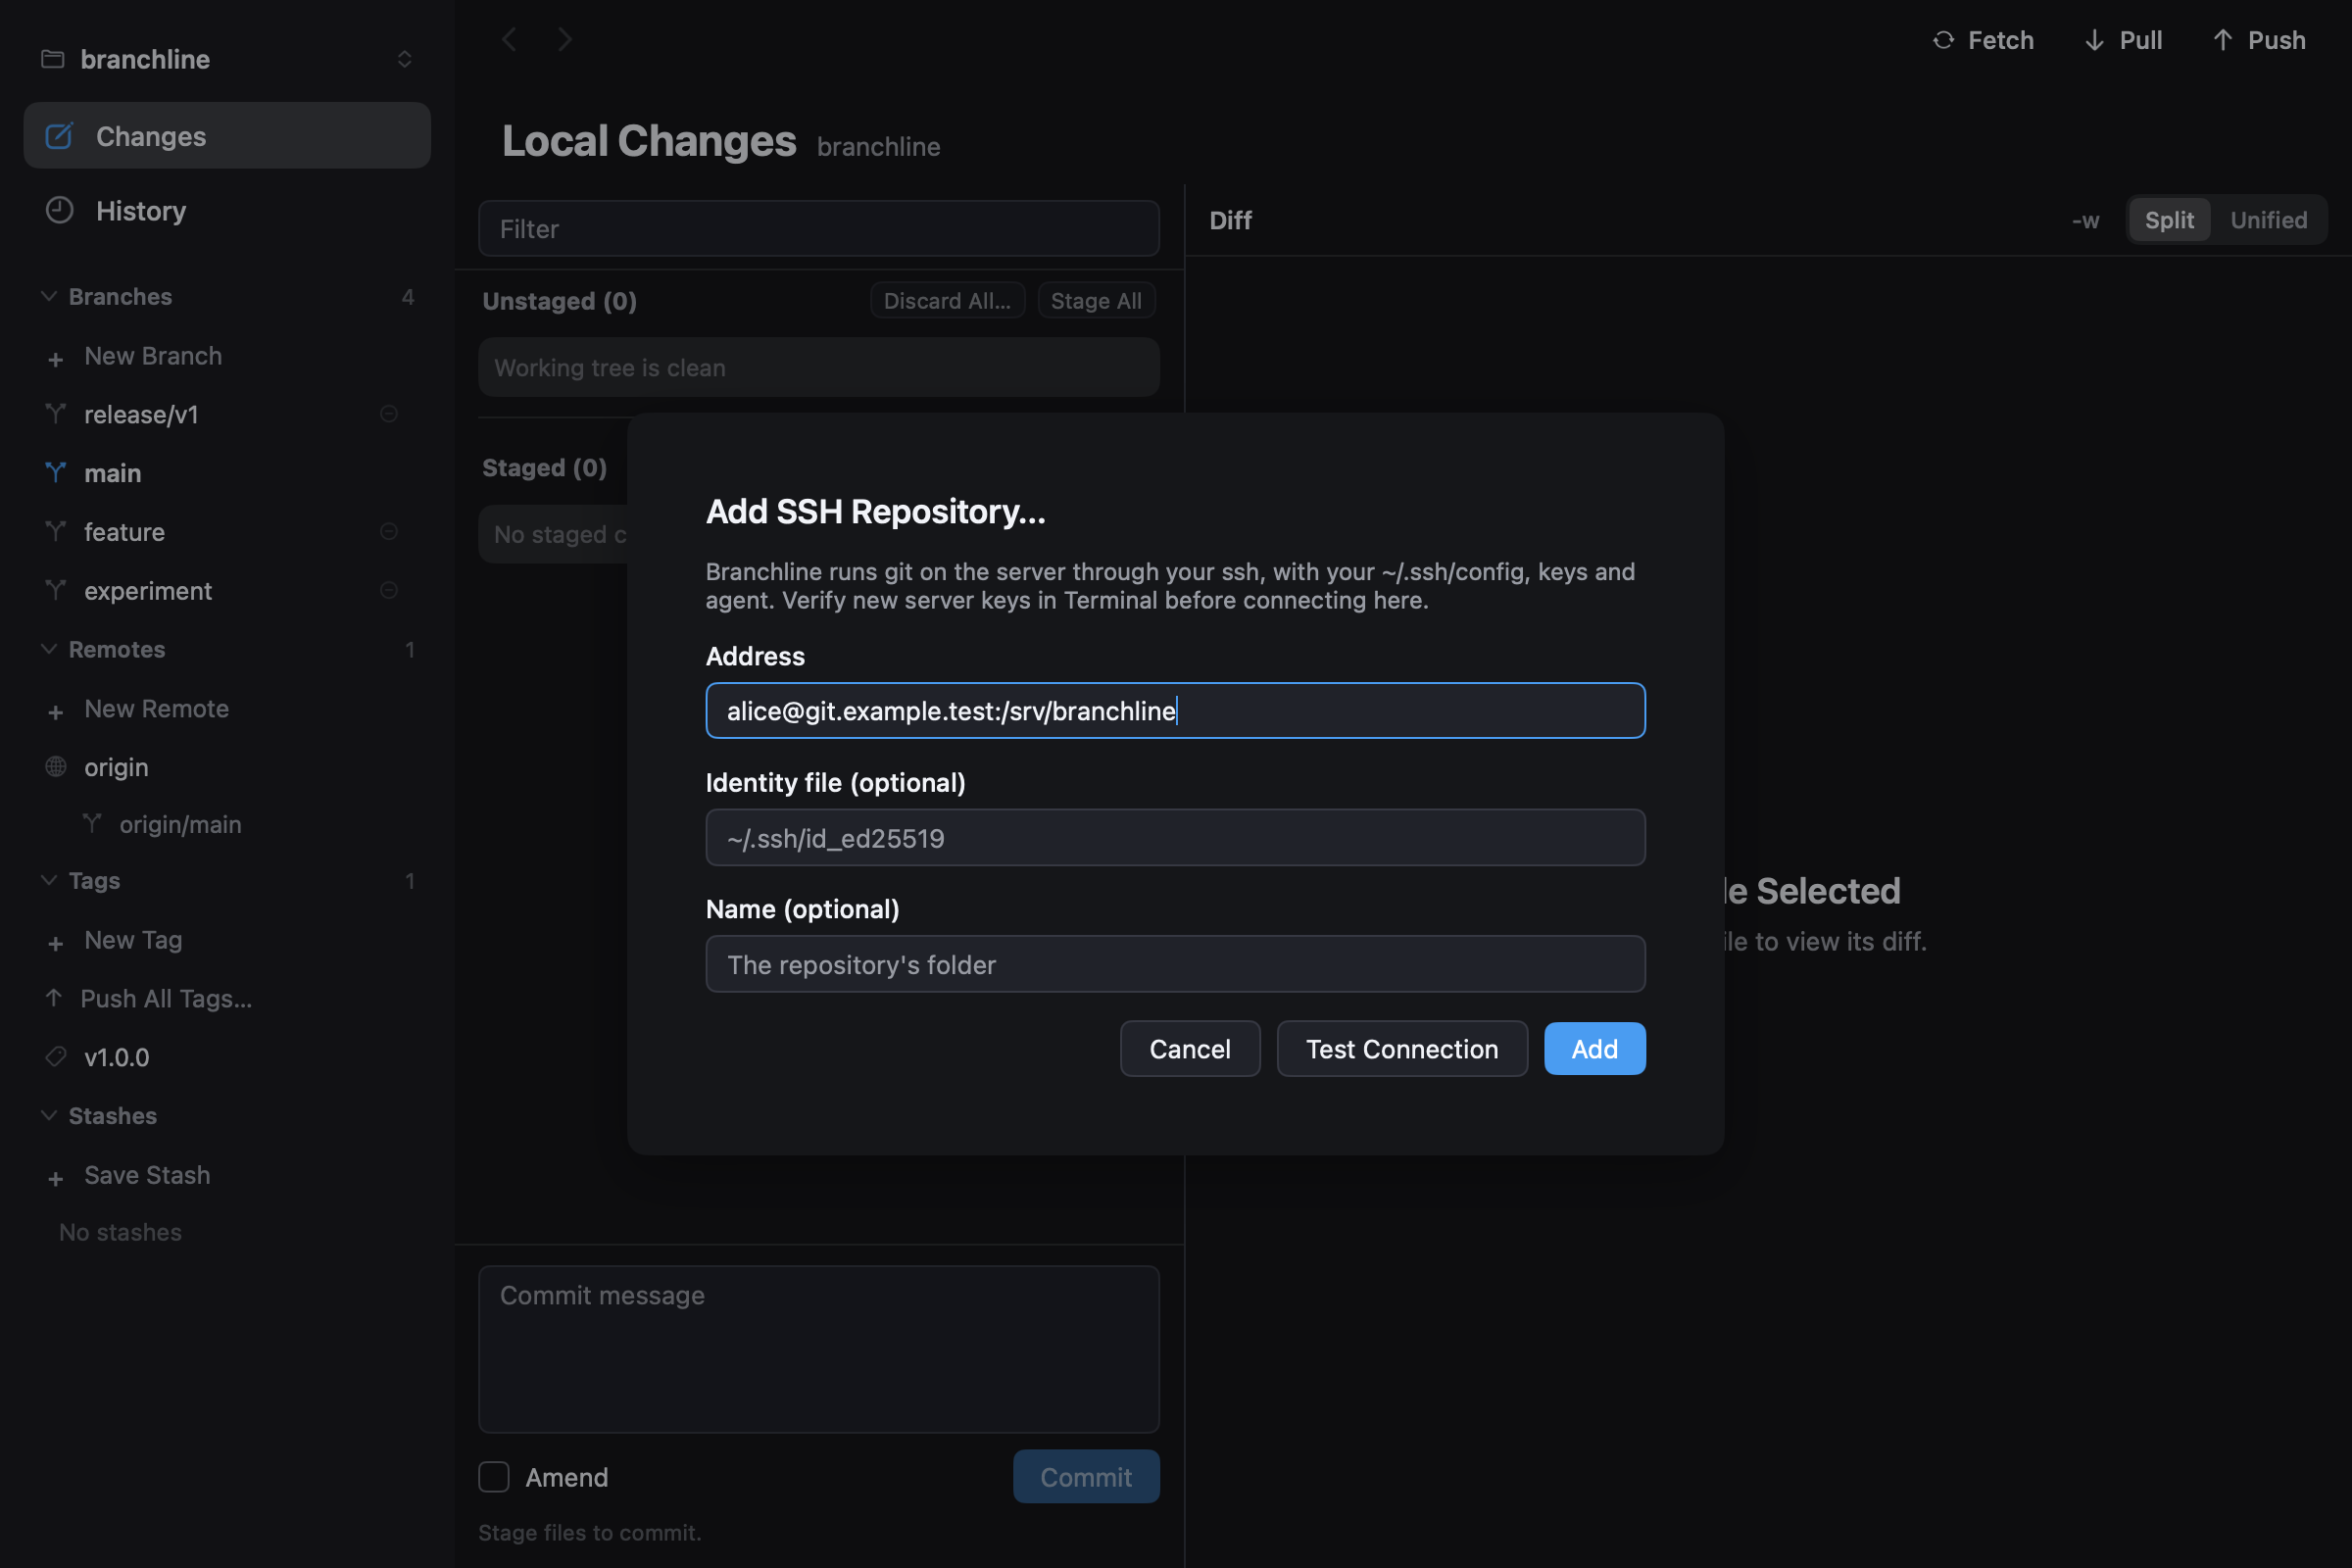 branchline
Changes
History
Branches 4
New Branch
release/v1
main
feature
experiment
Remotes 1
New Remote
origin
origin/main
Tags 1
New Tag
Push All Tags...
v1.0.0
Stashes
Save Stash
No stashes
Fetch Pull Push
Local Changes branchline
Filter
Unstaged (0) Discard All... Stage All
Working tree is clean
Staged (0)
No staged c
Diff -w Split Unified
le Selected
ile to view its diff.
Add SSH Repository...
Branchline runs git on the server through your ssh, with your ~/.ssh/config, keys and
agent. Verify new server keys in Terminal before connecting here.
Address
alice@git.example.test:/srv/branchline
Identity file (optional)
~/.ssh/id_ed25519
Name (optional)
The repository's folder
Cancel Test Connection Add
Commit message
Amend Commit
Stage files to commit.